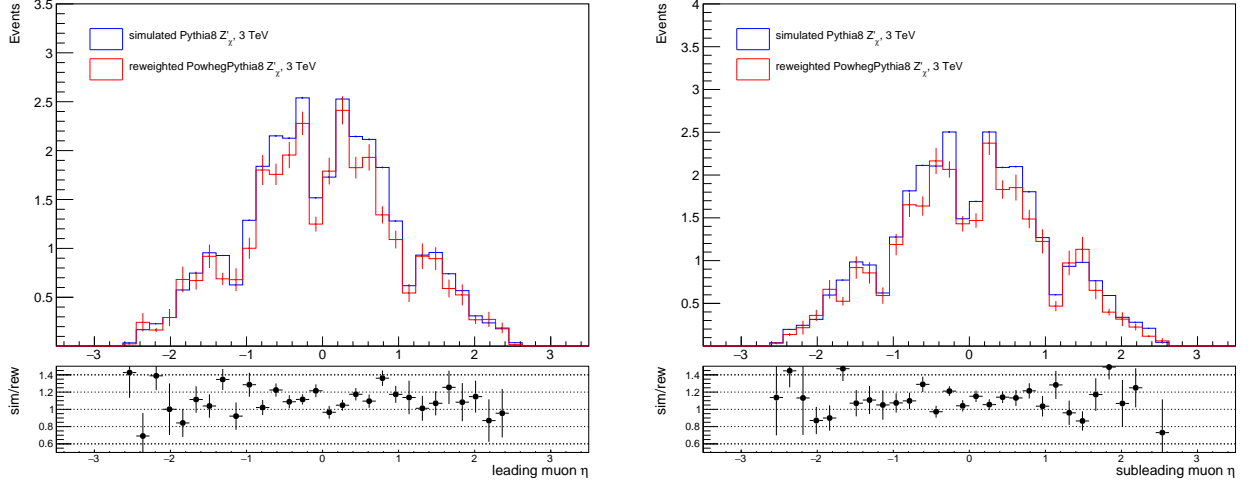 Events
3.5
3
2.5
2
1.5
1
0.5
simulated Pythia8 Z'χ, 3 TeV
reweighted PowhegPythia8 Z'χ, 3 TeV
−3 −2 −1 0 1 2 3
sim/rew
1.4
1.2
1
0.8
0.6
−3 −2 −1 0 1 2 3
leading muon η
Events
4
3.5
3
2.5
2
1.5
1
0.5
simulated Pythia8 Z'χ, 3 TeV
reweighted PowhegPythia8 Z'χ, 3 TeV
−3 −2 −1 0 1 2 3
sim/rew
1.4
1.2
1
0.8
0.6
−3 −2 −1 0 1 2 3
subleading muon η